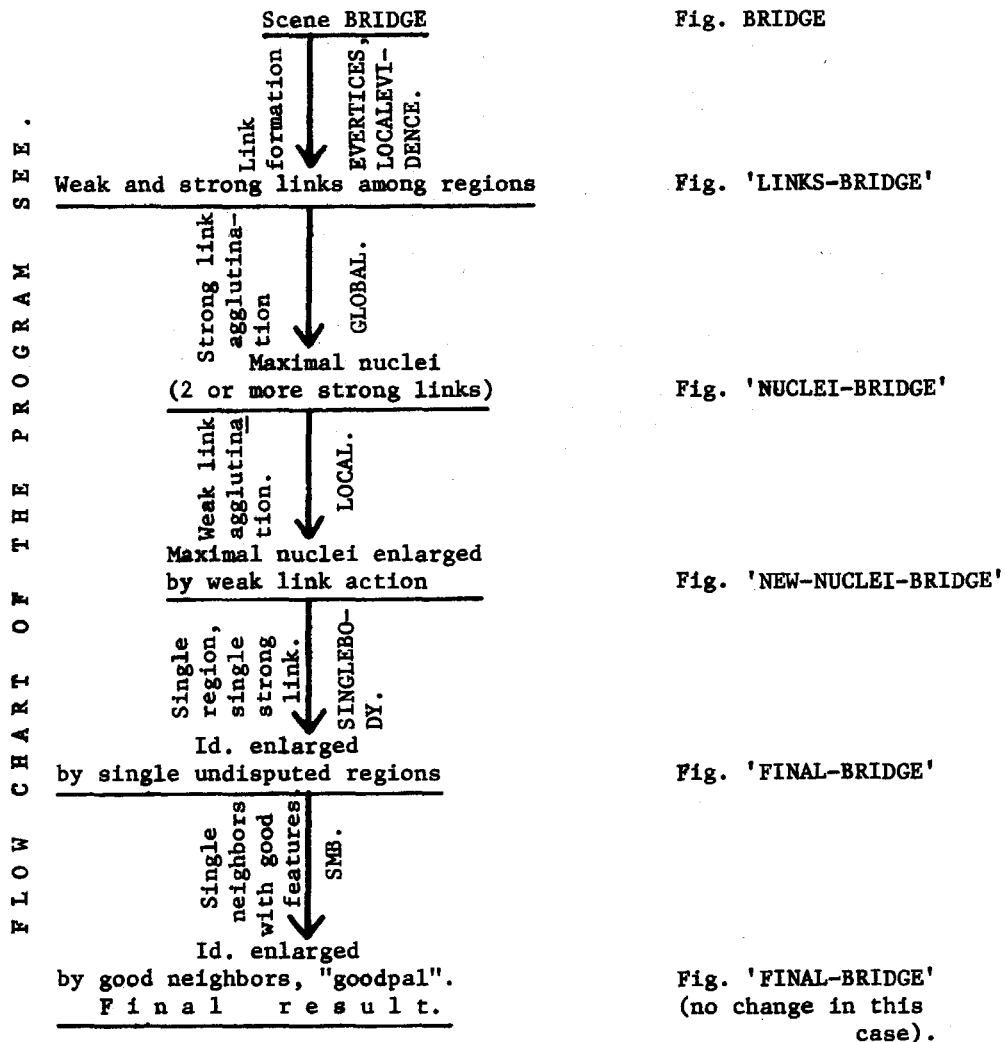 FLOW CHART OF THE PROGRAM SEE.
Scene BRIDGE
Fig. BRIDGE
Link
formation
EVERTICES,
LOCALEVI-
DENCE.
Weak and strong links among regions
Fig. 'LINKS-BRIDGE'
Strong link
agglutina-
tion
GLOBAL.
Maximal nuclei
(2 or more strong links)
Fig. 'NUCLEI-BRIDGE'
Weak link
agglutina
tion.
LOCAL.
Maximal nuclei enlarged
by weak link action
Fig. 'NEW-NUCLEI-BRIDGE'
Single
region,
single
strong
link.
SINGLEBO-
DY.
Id. enlarged
by single undisputed regions
Fig. 'FINAL-BRIDGE'
Single
neighbors
with good
features.
SMB.
Id. enlarged
by good neighbors, "goodpal".
Final result.
Fig. 'FINAL-BRIDGE'
(no change in this
case).